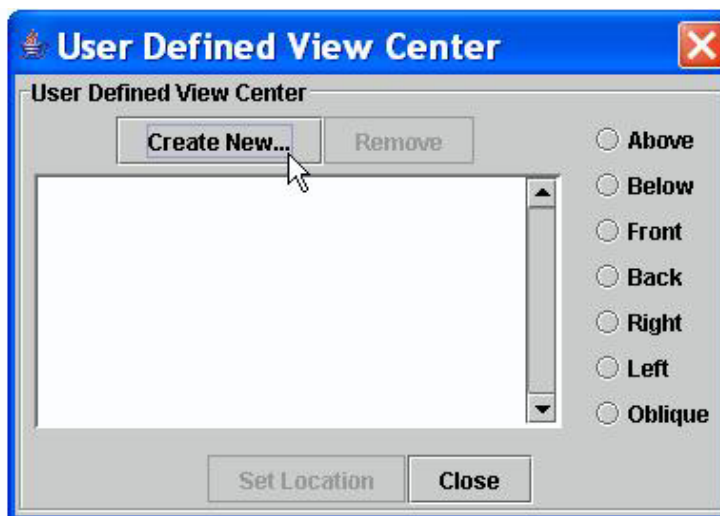 User Defined View Center
User Defined View Center
Create New... Remove
Above
Below
Front
Back
Right
Left
Oblique
Set Location Close